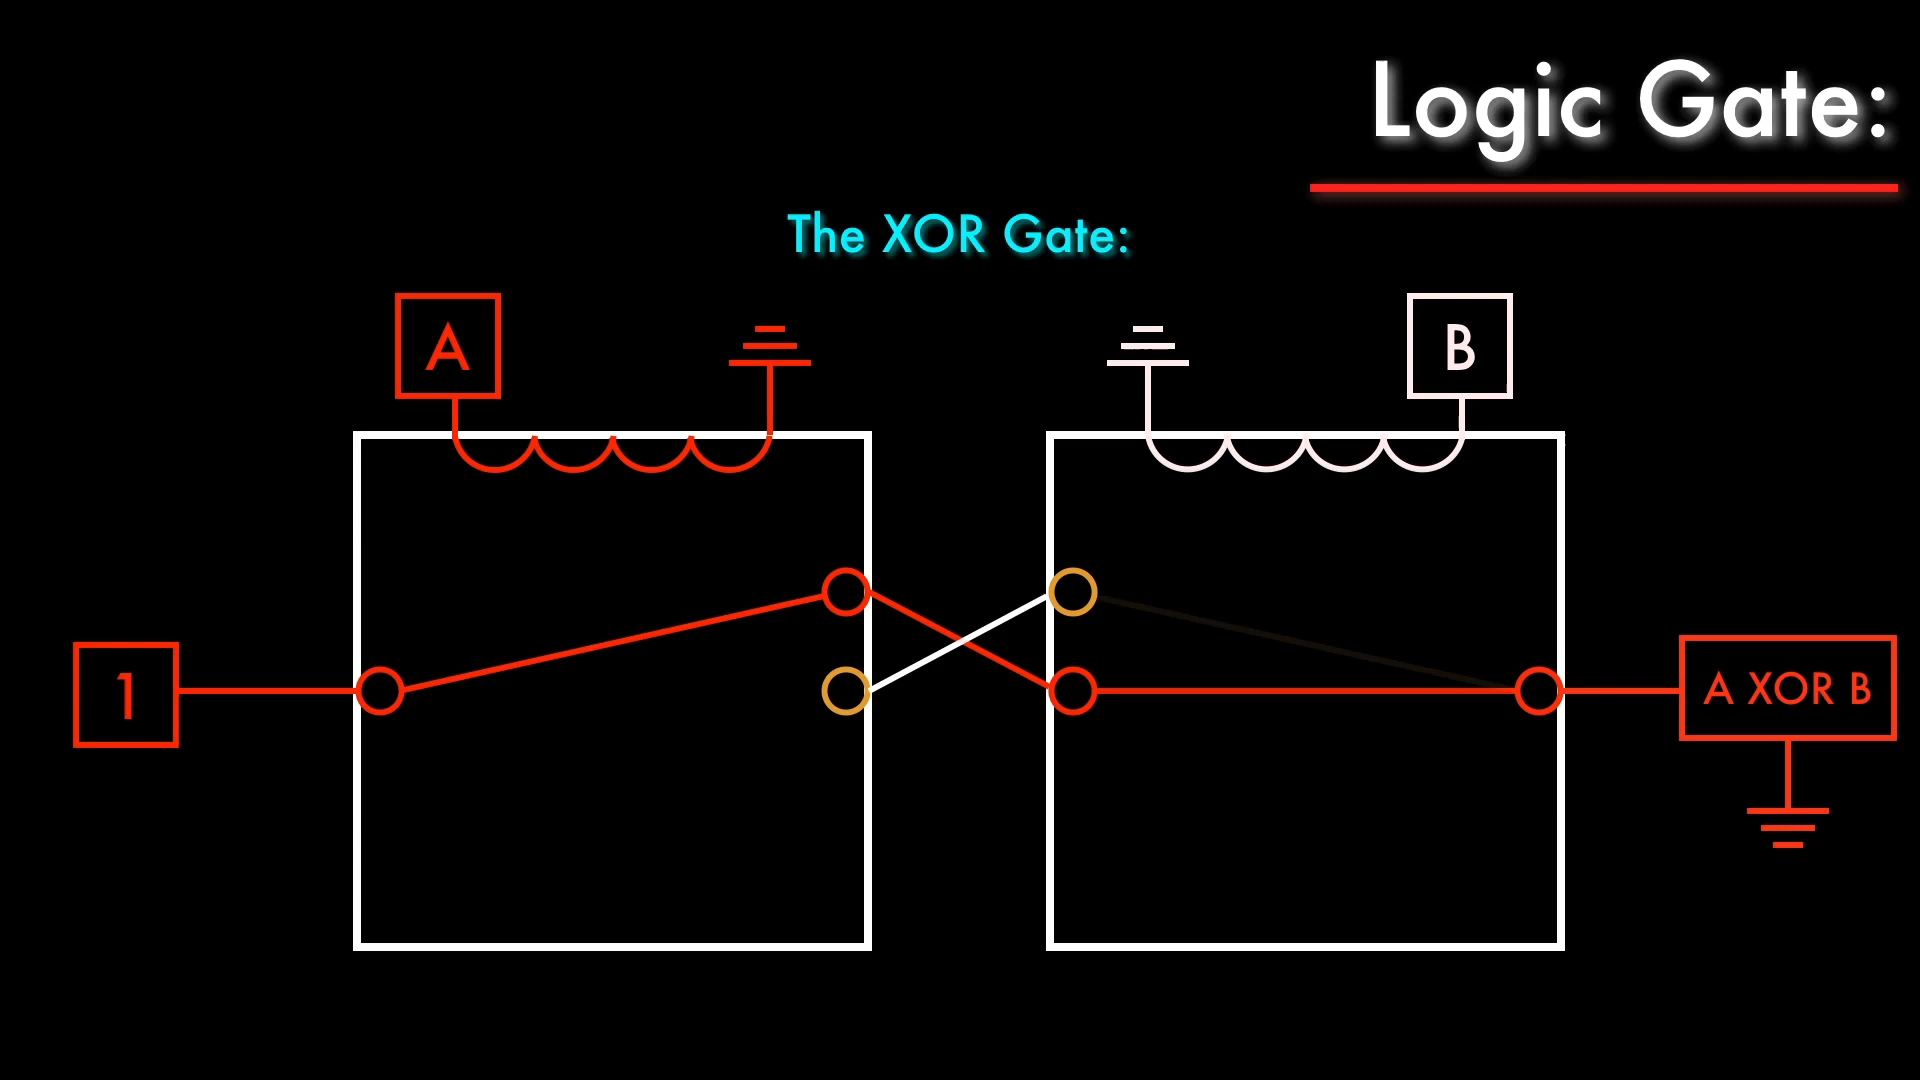 Logic Gate:
The XOR Gate:
A
B
1
A XOR B